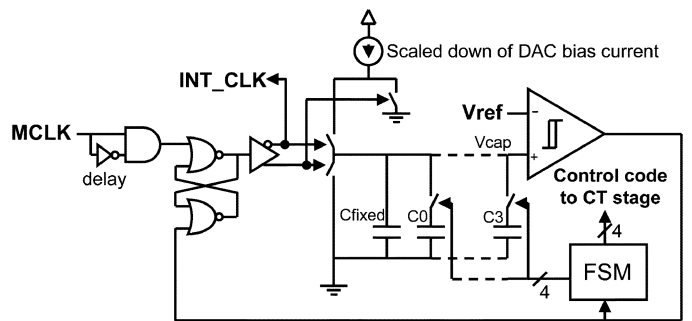 Scaled down of DAC bias current
INT_CLK
MCLK
delay
Vref
Vcap
−
+
Cfixed
C0
C3
Control code
to CT stage
4
FSM
4